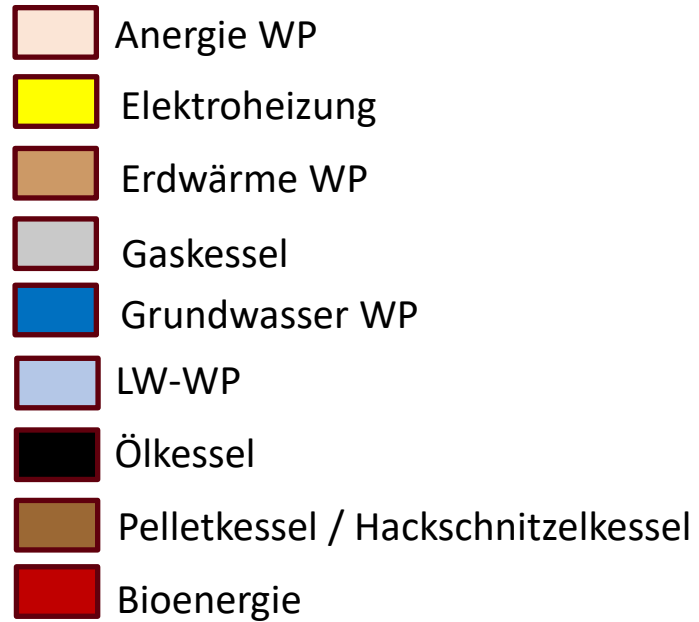 Anergie WP
Elektroheizung
Erdwärme WP
Gaskessel
Grundwasser WP
LW-WP
Ölkessel
Pelletkessel / Hackschnitzelkessel
Bioenergie